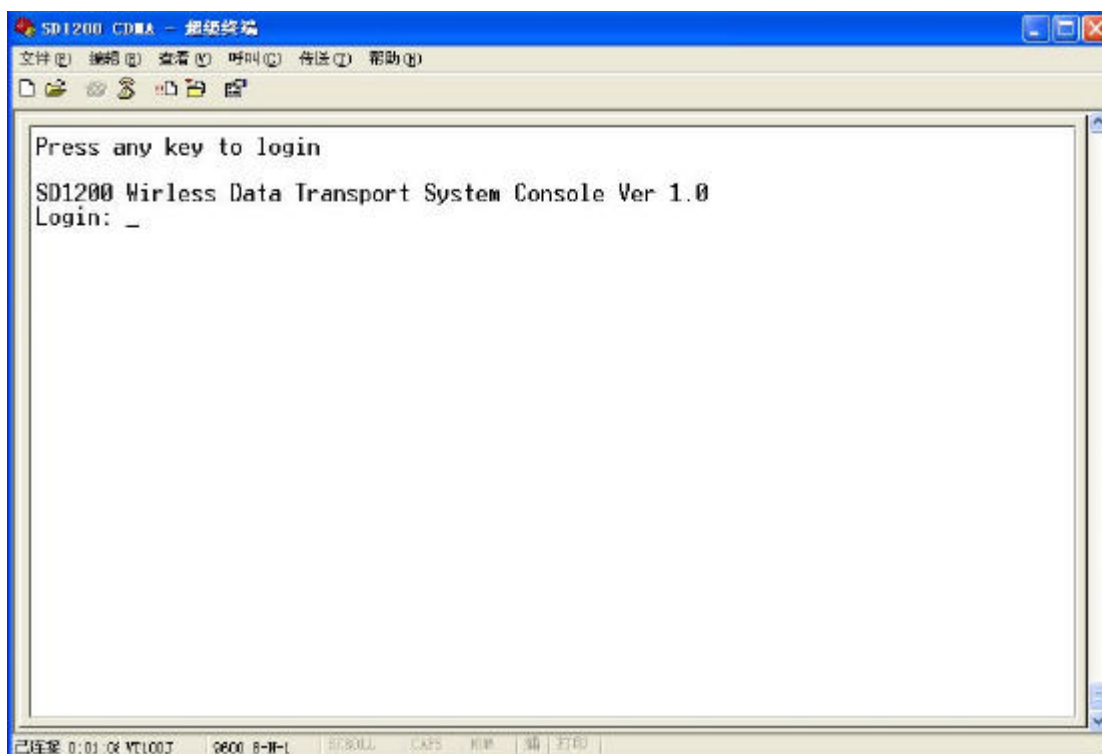 SD1200 CDMA - 超级终端
文件(F) 编辑(E) 查看(V) 呼叫(C) 传送(T) 帮助(H)
Press any key to login
SD1200 Wirless Data Transport System Console Ver 1.0
Login: _
已连接 0:01:08 VT100J 9600 8-N-1 SCROLL CAPS NUM 捕 打印